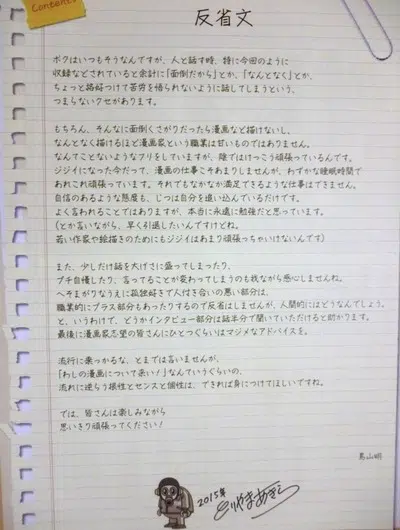 Contents
反省文
ボクはいつもそうなんですが、人と話す時、特に今回のように
収録などされていると余計に「面倒だから」とか、「なんとなく」とか、
ちょっと格好つけて苦労を悟られないように話してしまうという、
つまらないクセがあります。
もちろん、そんなに面倒くさがりだったら漫画など描けないし、
なんとなく描けるほど漫画家という職業は甘いものではありません。
なんてことないようなフリをしていますが、陰ではけっこう頑張っているんです。
ジジイになった今だって、漫画の仕事こそあまりしませんが、わずかな睡眠時間で
あれこれ頑張っています。それでもなかなか満足できるような仕事はできません。
自信のあるような態度も、じつは自分を追い込んでいるだけです。
よく言われることではありますが、本当に永遠に勉強だと思っています。
(とか言いながら、早く引退したいんですけどね。
若い作家や絵描きのためにもジジイはあまり頑張っちゃいけないんです)
また、少しだけ話を大げさに盛ってしまったり、
プチ自慢したり、言ってることが変わってしまうのも我ながら感心しませんね。
へそまがりなうえに孤独好きで人付き合いの悪い部分は、
職業的にプラス部分もあったりするので反省はしませんが、人間的にはどうなんでしょう。
と、いうわけで、どうかインタビュー部分は話半分で聞いていただけると助かります。
最後に漫画家志望の皆さんにひとつぐらいはマジメなアドバイスを。
流行に乗っかるな、とまでは言いませんが、
「わしの漫画について来い!」なんていうぐらいの、
流れに逆らう根性とセンスと個性は、できれば身につけてほしいですね。
では、皆さんは楽しみながら
思いきり頑張ってください!
鳥山明
2015年
とりやまあきら